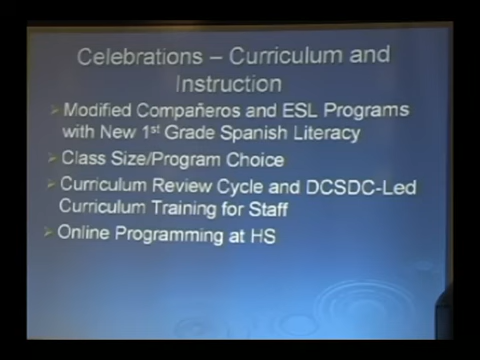 Celebrations – Curriculum and
Instruction
Modified Compañeros and ESL Programs
with New 1st Grade Spanish Literacy
Class Size/Program Choice
Curriculum Review Cycle and DCSDC-Led
Curriculum Training for Staff
Online Programming at HS